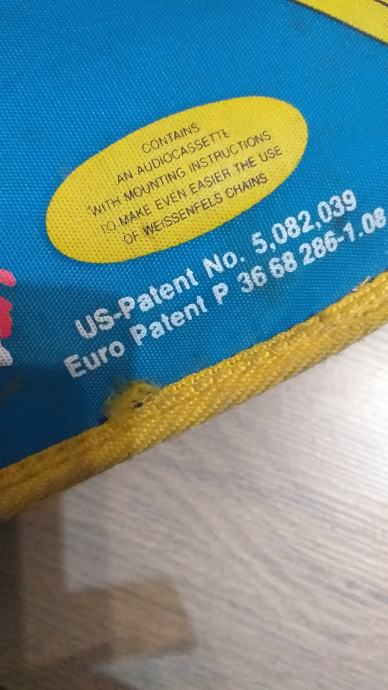 CONTAINS
AN AUDIOCASSETTE
WITH MOUNTING INSTRUCTIONS
TO MAKE EVEN EASIER THE USE
OF WEISSENFELS CHAINS
US-Patent No. 5,082,039
Euro Patent P 36 68 286-1.08